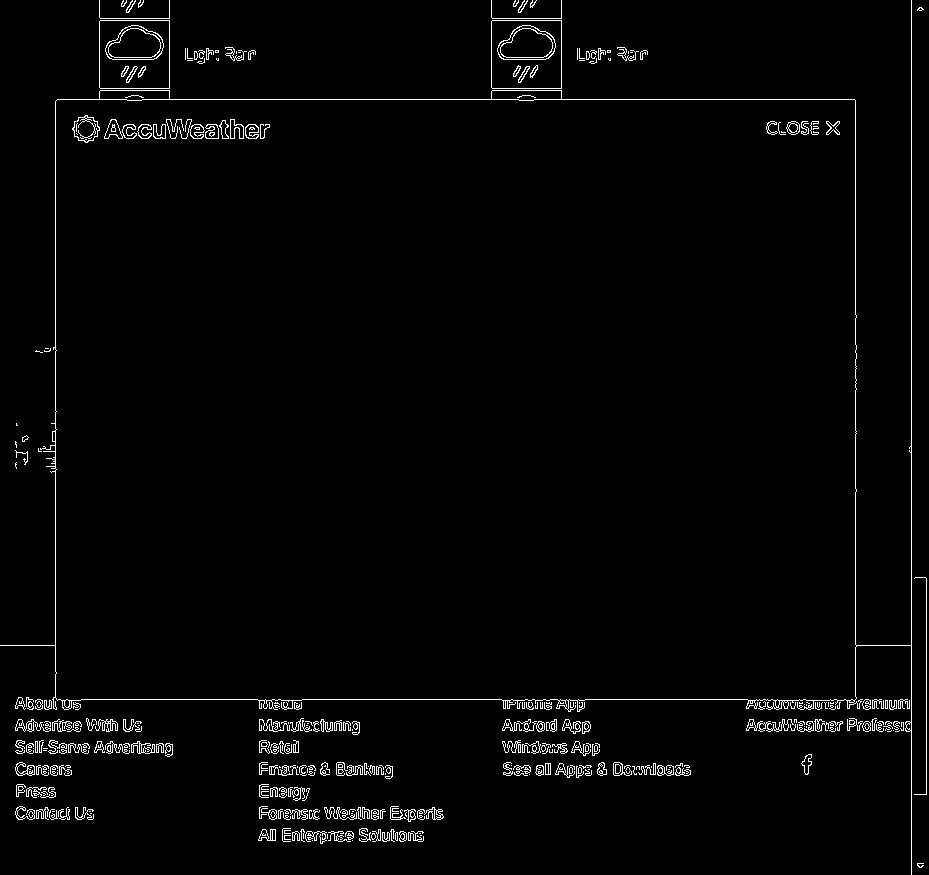 Light Rain Light Rain
AccuWeather CLOSE X
About Us Media iPhone App AccuWeather Premium
Advertise With Us Manufacturing Android App AccuWeather
Self-Serve Advertising Retail Windows App
Careers Finance & Banking See all Apps & Downloads
Press Energy
Contact Us Forensic Weather Experts
All Enterprise Solutions